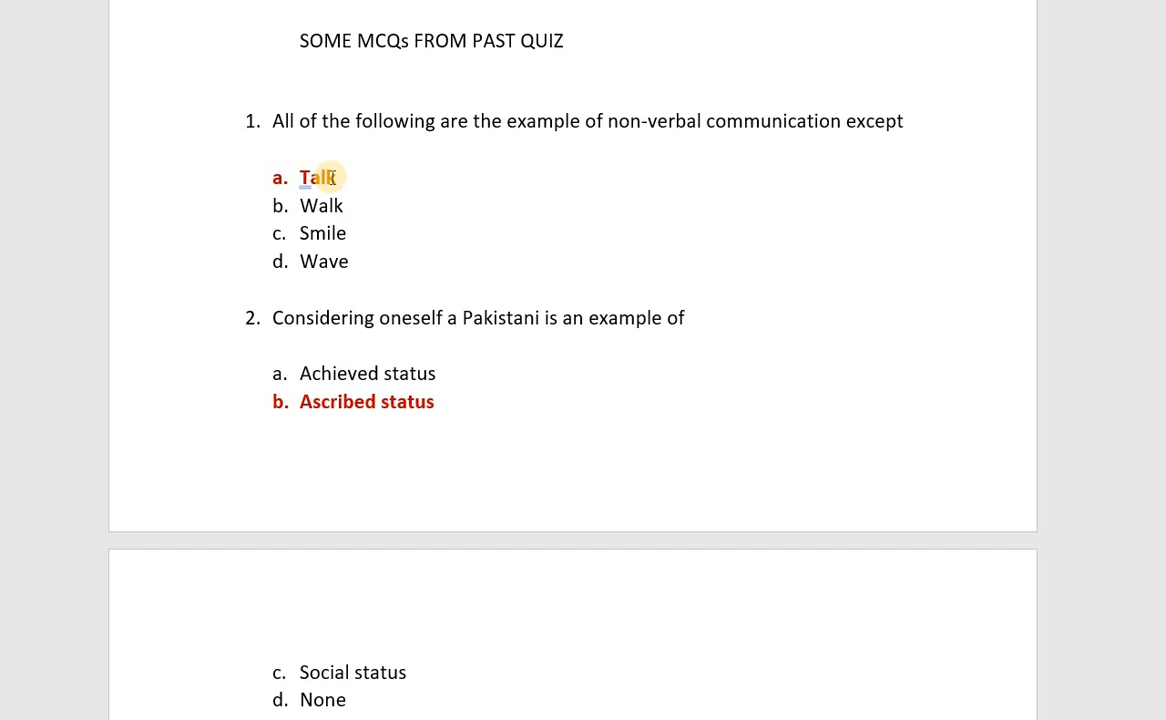 SOME MCQs FROM PAST QUIZ
1. All of the following are the example of non-verbal communication except
a. Talk
b. Walk
c. Smile
d. Wave
2. Considering oneself a Pakistani is an example of
a. Achieved status
b. Ascribed status
c. Social status
d. None